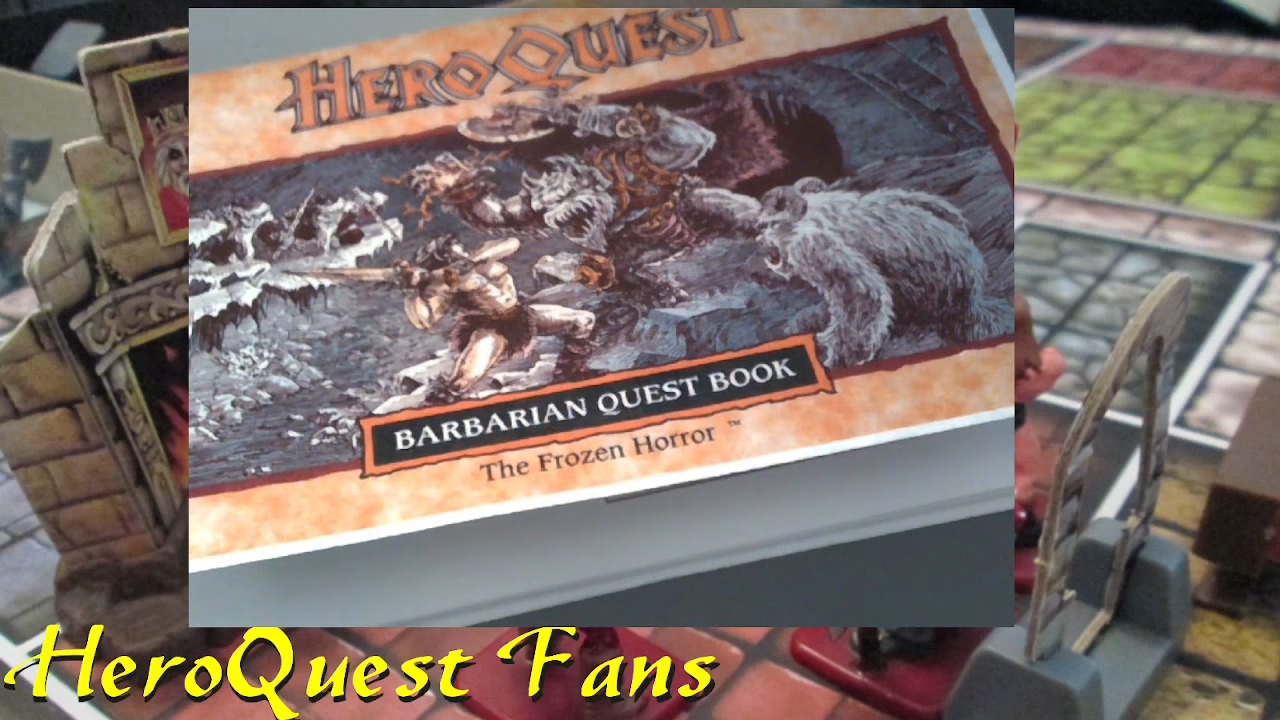 HeroQuest
BARBARIAN QUEST BOOK
The Frozen Horror ™
HeroQuest Fans